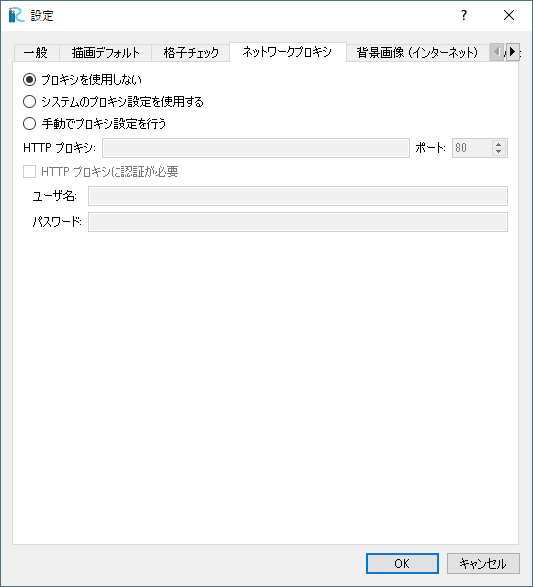 設定
一般 描画デフォルト 格子チェック ネットワークプロキシ 背景画像 (インターネット)
プロキシを使用しない
システムのプロキシ設定を使用する
手動でプロキシ設定を行う
HTTP プロキシ: ポート: 80
HTTP プロキシに認証が必要
ユーザ名:
パスワード:
OK キャンセル